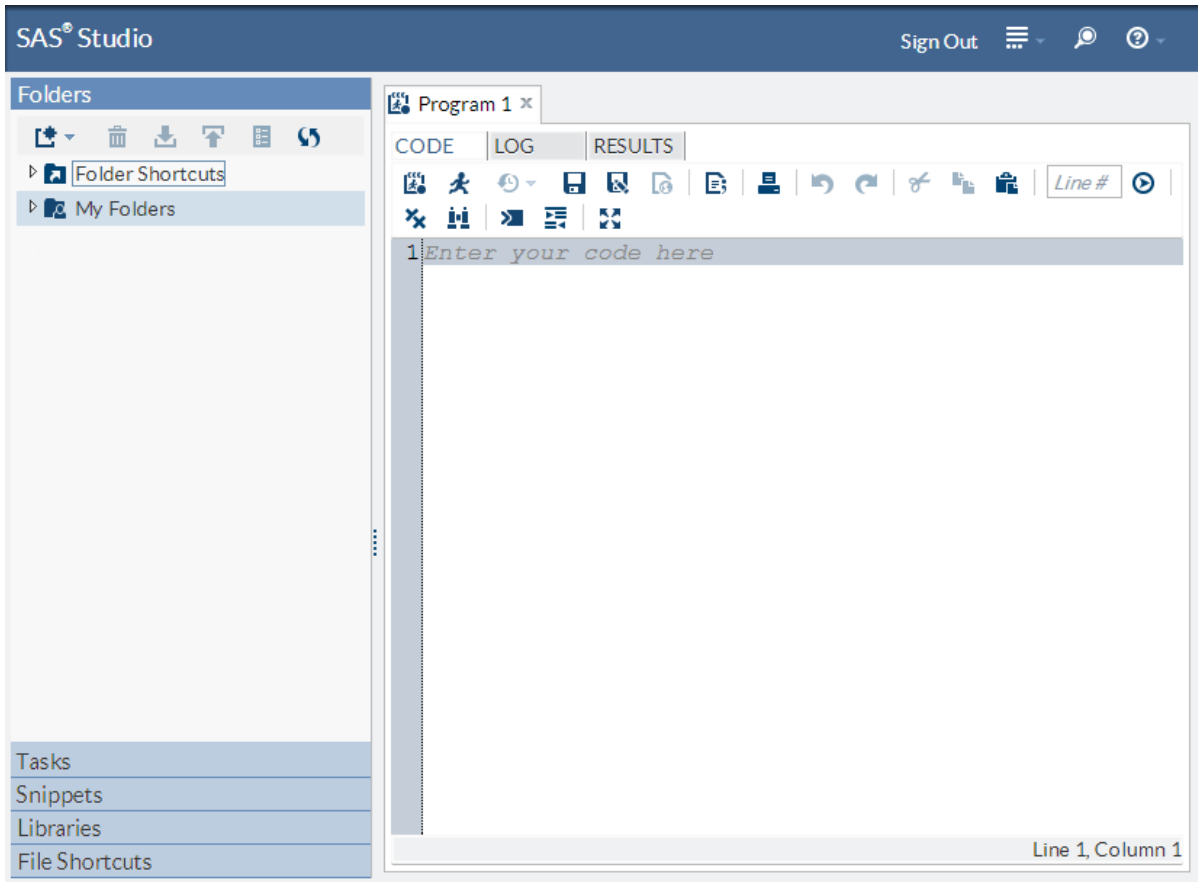 SAS® Studio
Sign Out
Folders
Folder Shortcuts
My Folders
Tasks
Snippets
Libraries
File Shortcuts
Program 1
CODE LOG RESULTS
Line #
1 Enter your code here
Line 1, Column 1